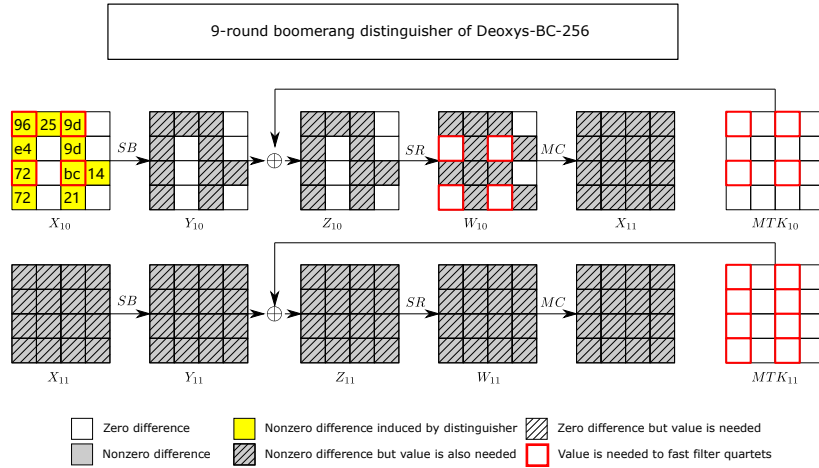 9-round boomerang distinguisher of Deoxys-BC-256
96 25 9d
e4 9d
72 bc 14
72 21
SB
SR
MC
X10
Y10
Z10
W10
X11
MTK10
SB
SR
MC
X11
Y11
Z11
W11
MTK11
Zero difference
Nonzero difference induced by distinguisher
Zero difference but value is needed
Nonzero difference
Nonzero difference but value is also needed
Value is needed to fast filter quartets